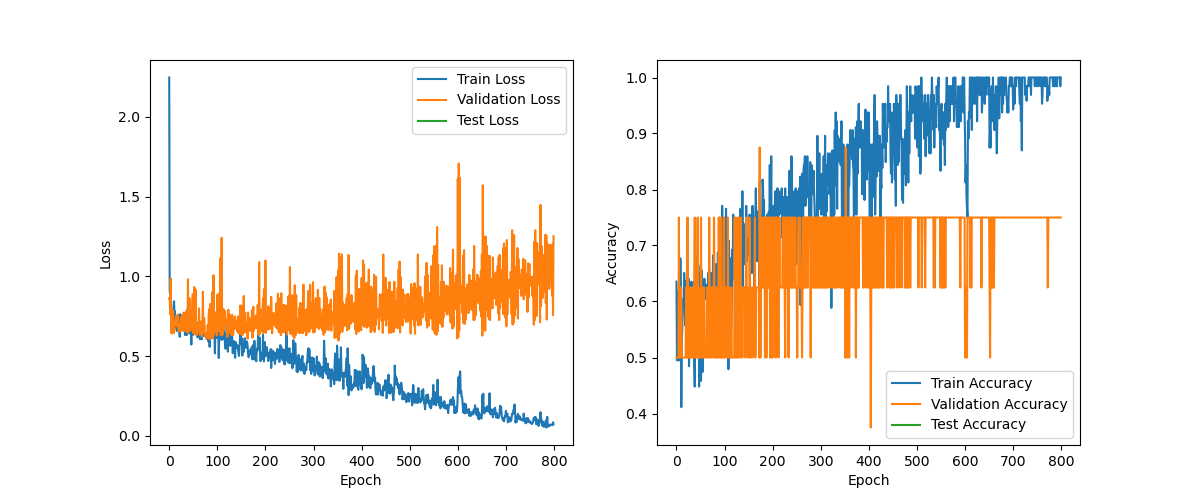 Train Loss
Validation Loss
Test Loss
2.0
1.5
1.0
0.5
0.0
Loss
0 100 200 300 400 500 600 700 800
Epoch
1.0
0.9
0.8
0.7
0.6
0.5
0.4
Accuracy
Train Accuracy
Validation Accuracy
Test Accuracy
0 100 200 300 400 500 600 700 800
Epoch